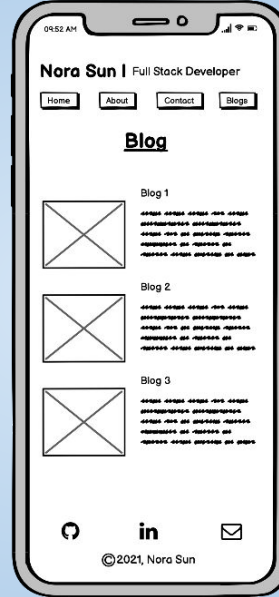 09:52 AM
Nora Sun | Full Stack Developer
Home About Contact Blogs
Blog
Blog 1
Blog 2
Blog 3
in
©2021, Nora Sun